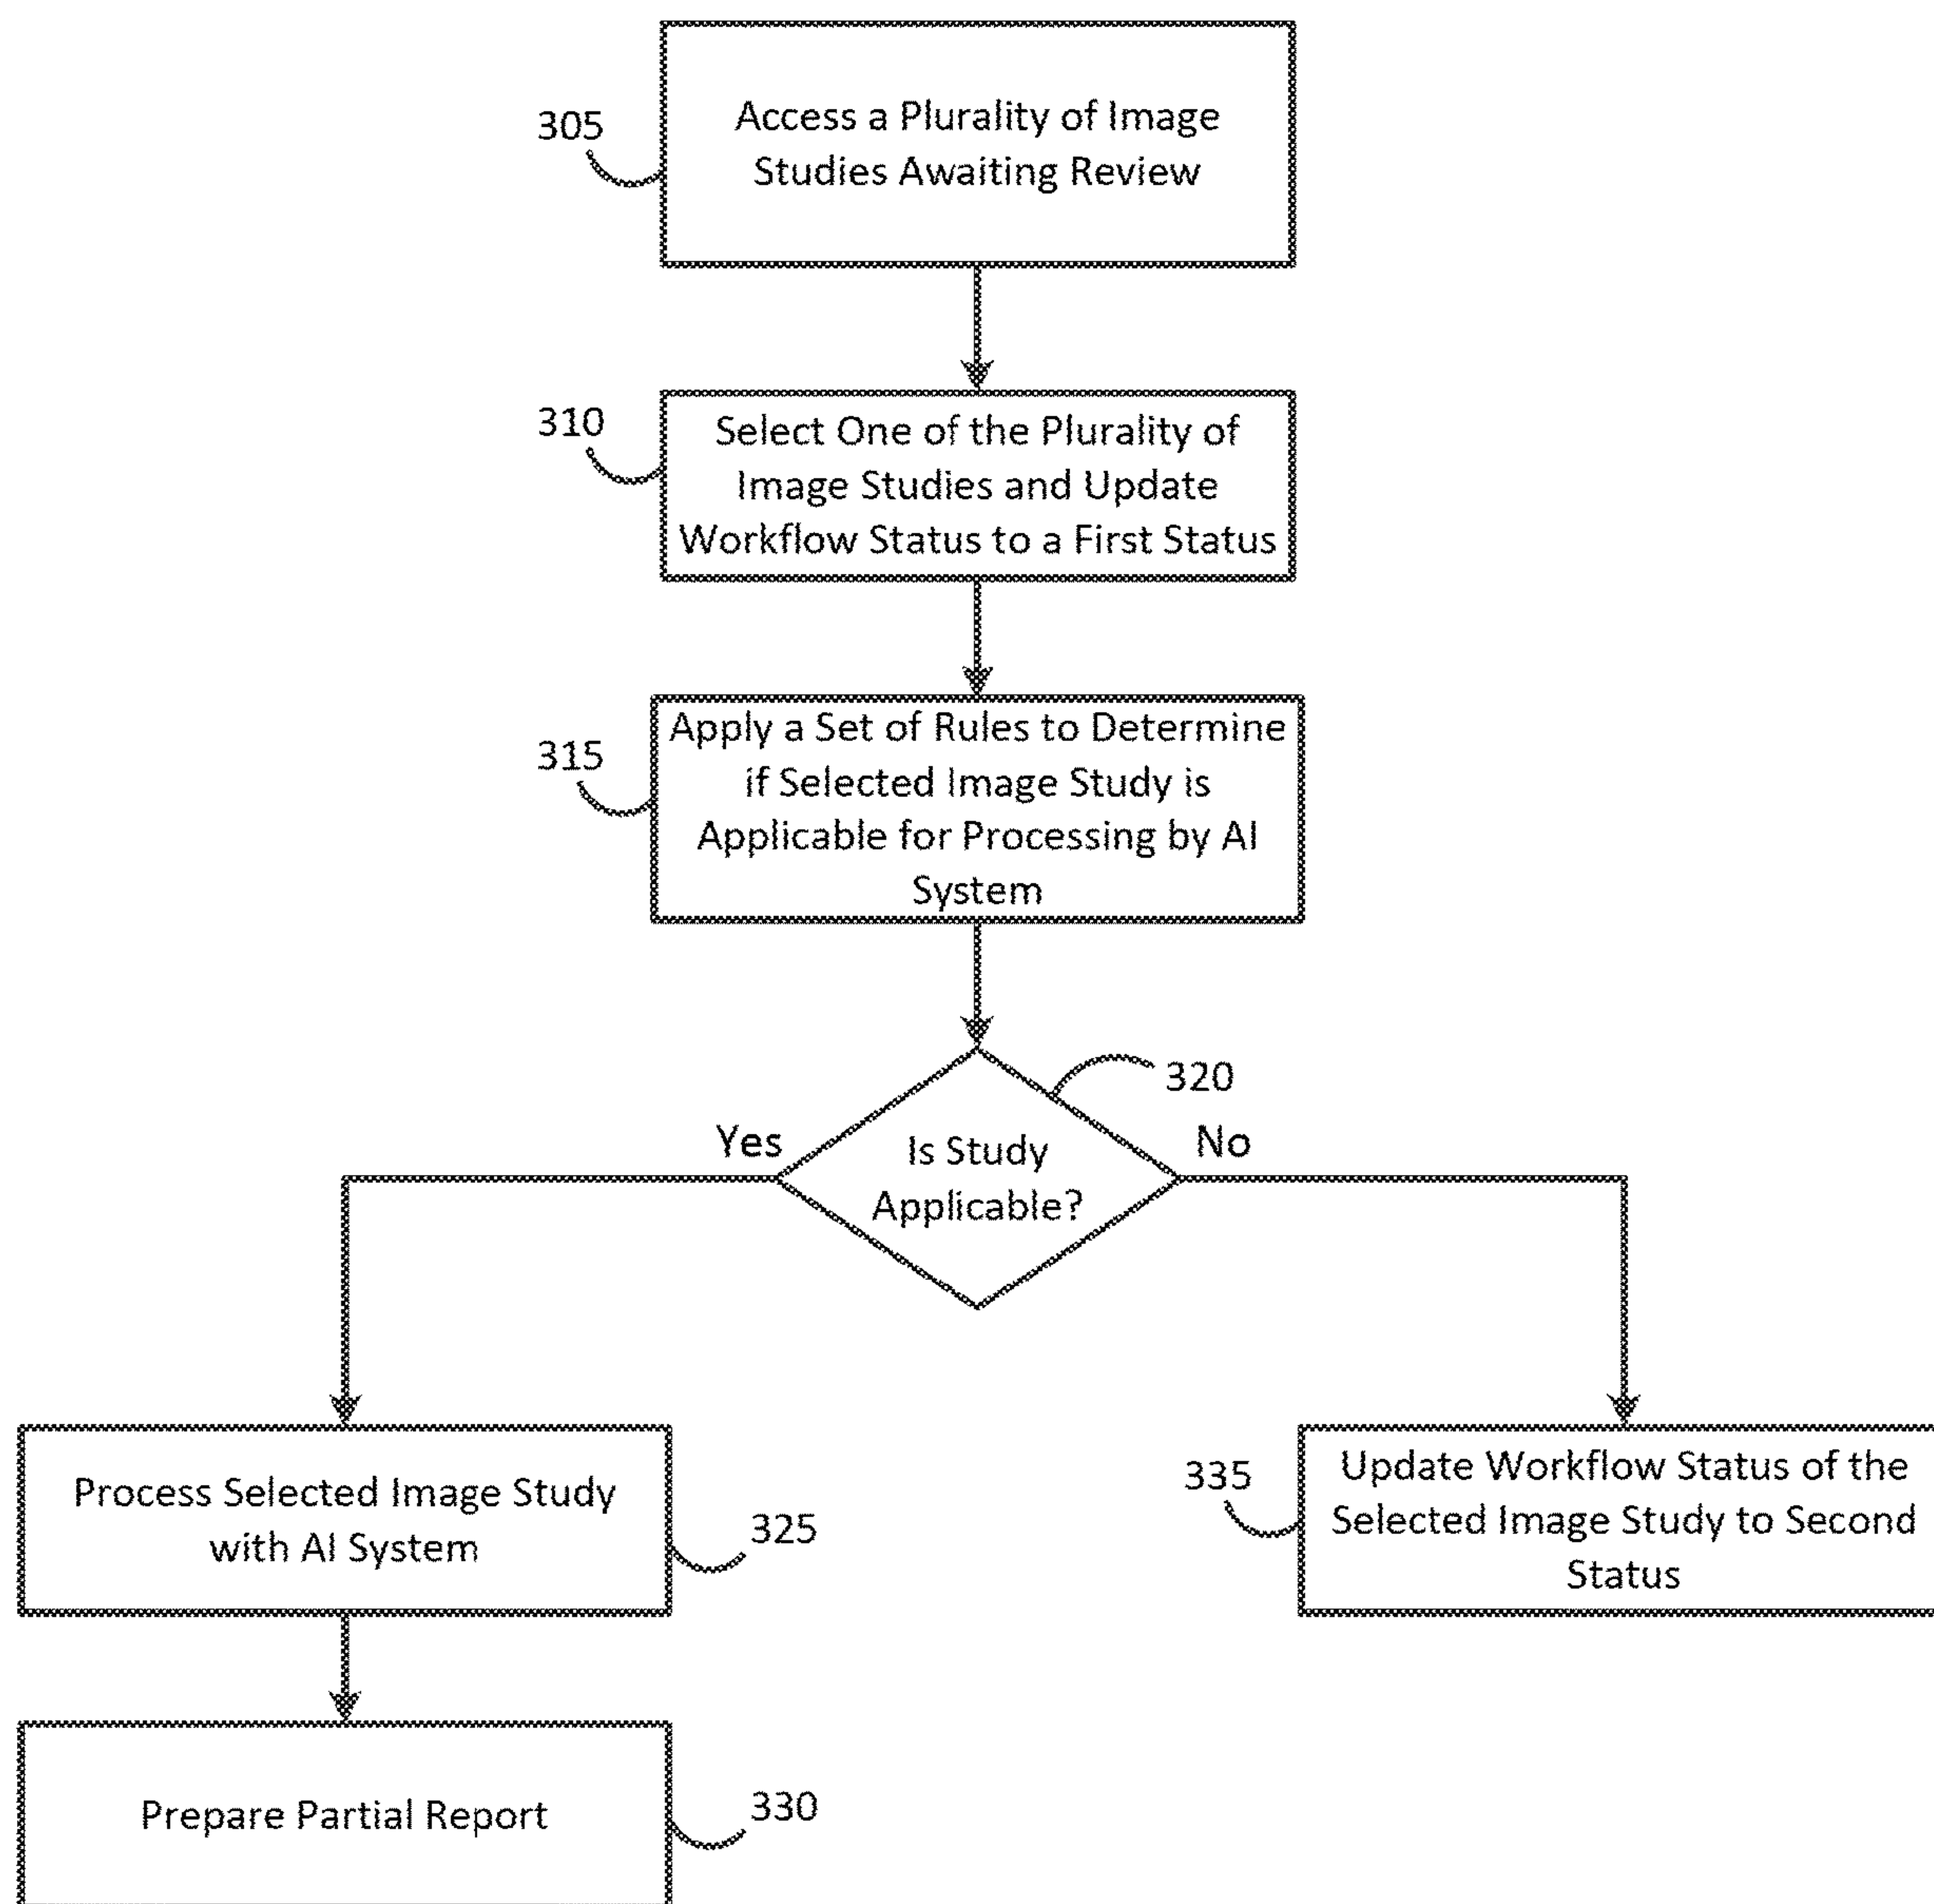 305
Access a Plurality of Image
Studies Awaiting Review
310
Select One of the Plurality of
Image Studies and Update
Workflow Status to a First Status
315
Apply a Set of Rules to Determine
if Selected Image Study is
Applicable for Processing by AI
System
320
Yes
Is Study
Applicable?
No
Process Selected Image Study
with AI System
325
335
Update Workflow Status of the
Selected Image Study to Second
Status
Prepare Partial Report
330